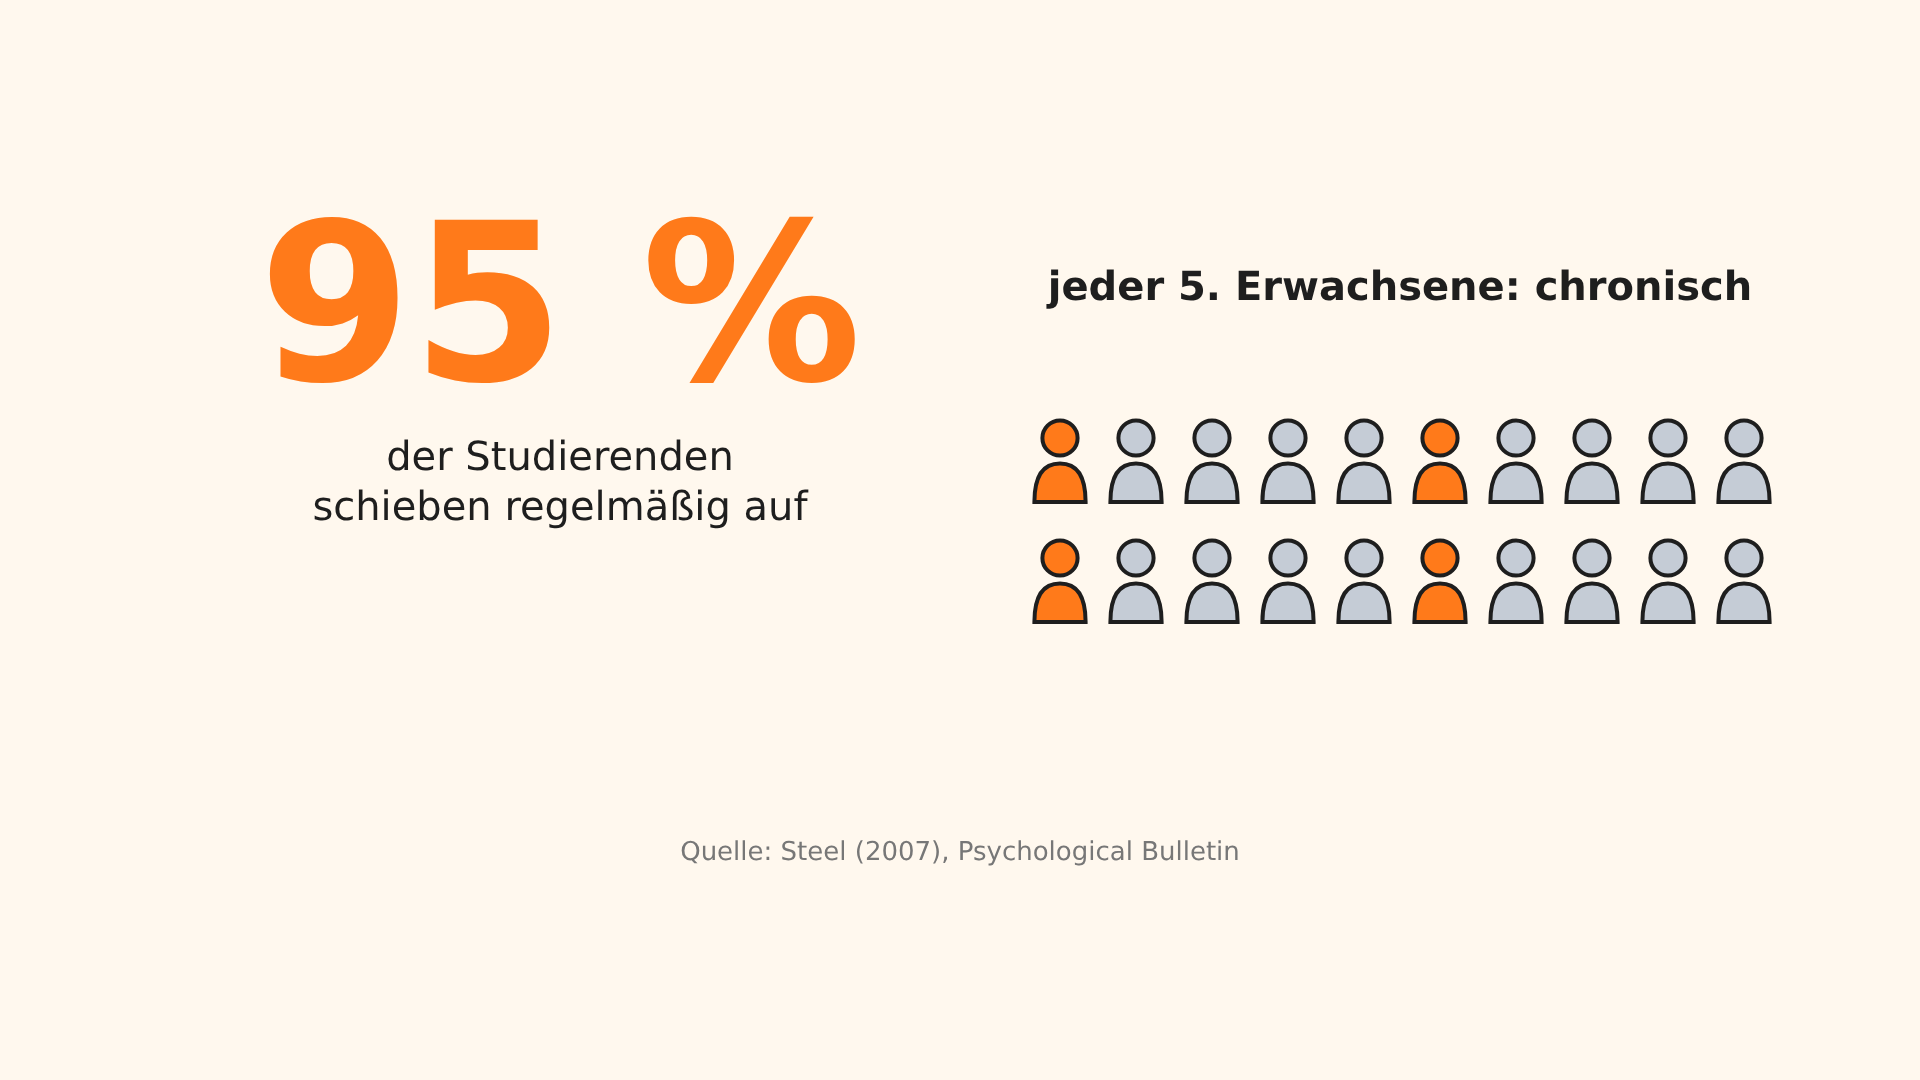 95 %
der Studierenden
schieben regelmäßig auf
jeder 5. Erwachsene: chronisch
Quelle: Steel (2007), Psychological Bulletin